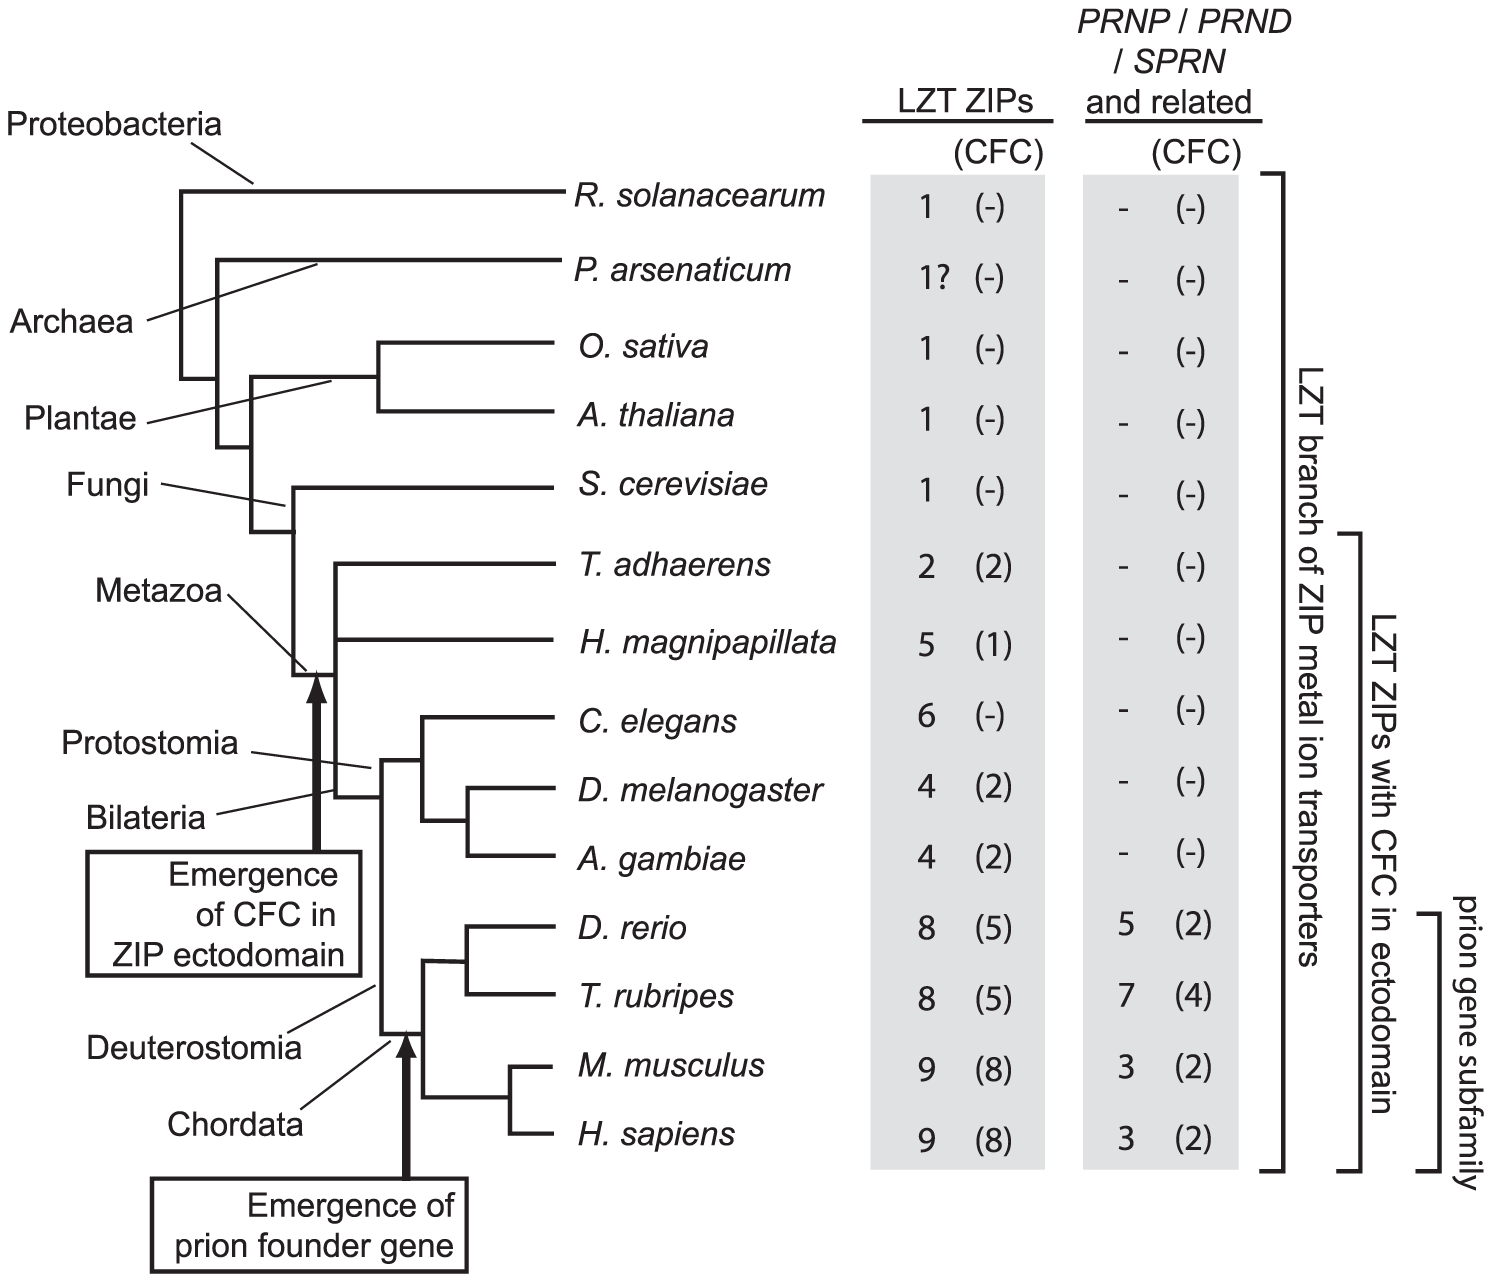 PRNP / PRND
/ SPRN
LZT ZIPs and related
(CFC) (CFC)
Proteobacteria
R. solanacearum 1 (-) - (-)
P. arsenaticum 1? (-) - (-)
Archaea
O. sativa 1 (-) - (-)
Plantae
A. thaliana 1 (-) - (-)
Fungi
S. cerevisiae 1 (-) - (-)
T. adhaerens 2 (2) - (-)
Metazoa
H. magnipapillata 5 (1) - (-)
C. elegans 6 (-) - (-)
Protostomia
D. melanogaster 4 (2) - (-)
Bilateria
A. gambiae 4 (2) - (-)
Emergence
of CFC in
ZIP ectodomain
D. rerio 8 (5) 5 (2)
T. rubripes 8 (5) 7 (4)
Deuterostomia
M. musculus 9 (8) 3 (2)
Chordata
H. sapiens 9 (8) 3 (2)
Emergence of
prion founder gene
LZT branch of ZIP metal ion transporters
LZT ZIPs with CFC in ectodomain
prion gene subfamily